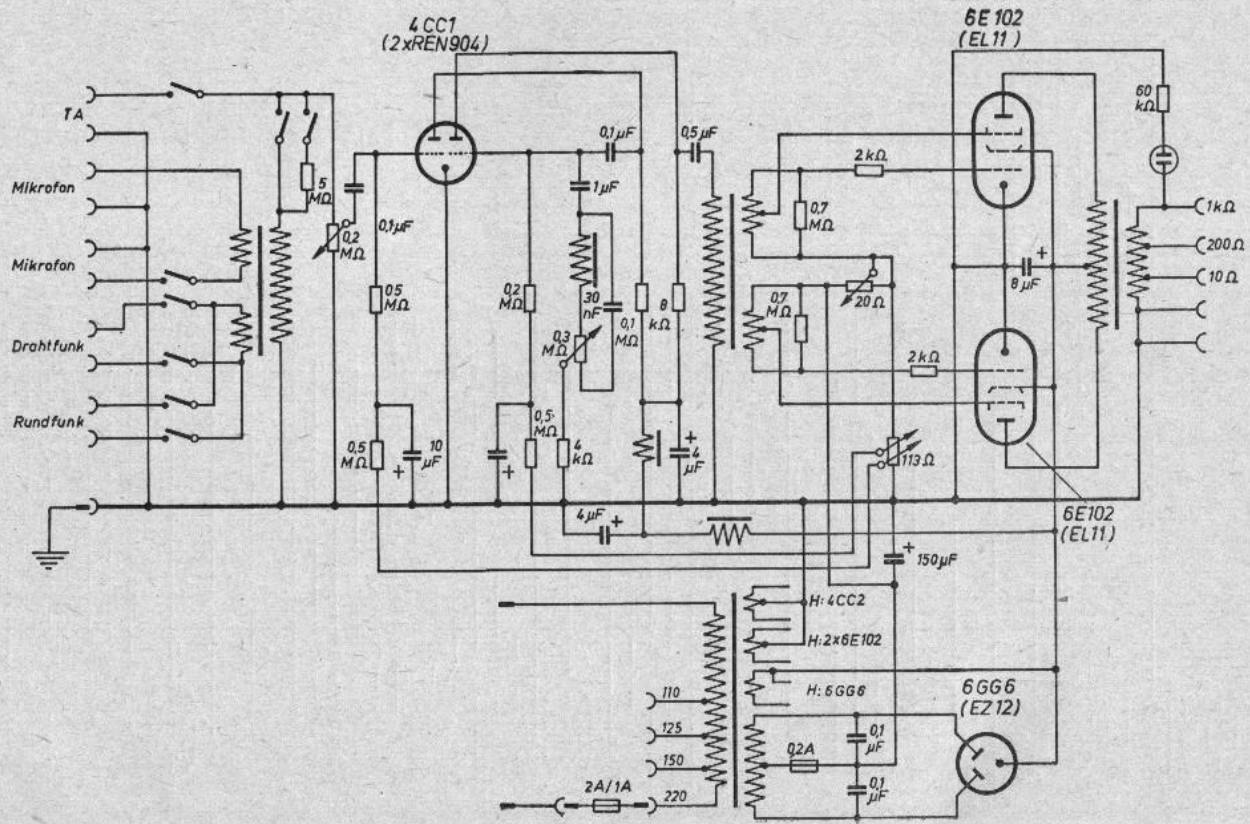 4CC1
(2xREN904)
6E102
(EL11)
TA
Mikrofon
Mikrofon
Drahtfunk
Rundfunk
5
MΩ
0,2
MΩ
0,1µF
0,5
MΩ
0,5
MΩ
10
µF
0,2
MΩ
0,5
MΩ
0,1µF
1µF
30
nF
0,3
MΩ
0,1
MΩ
4
kΩ
8
kΩ
4
µF
4µF
0,5µF
0,7
MΩ
0,7
MΩ
2kΩ
20Ω
2kΩ
113Ω
8µF
60
kΩ
1kΩ
200Ω
10Ω
6E102
(EL11)
150µF
H:4CC2
H:2x6E102
H:6GG6
110
125
150
220
2A/1A
0,2A
0,1
µF
0,1
µF
6GG6
(EZ12)